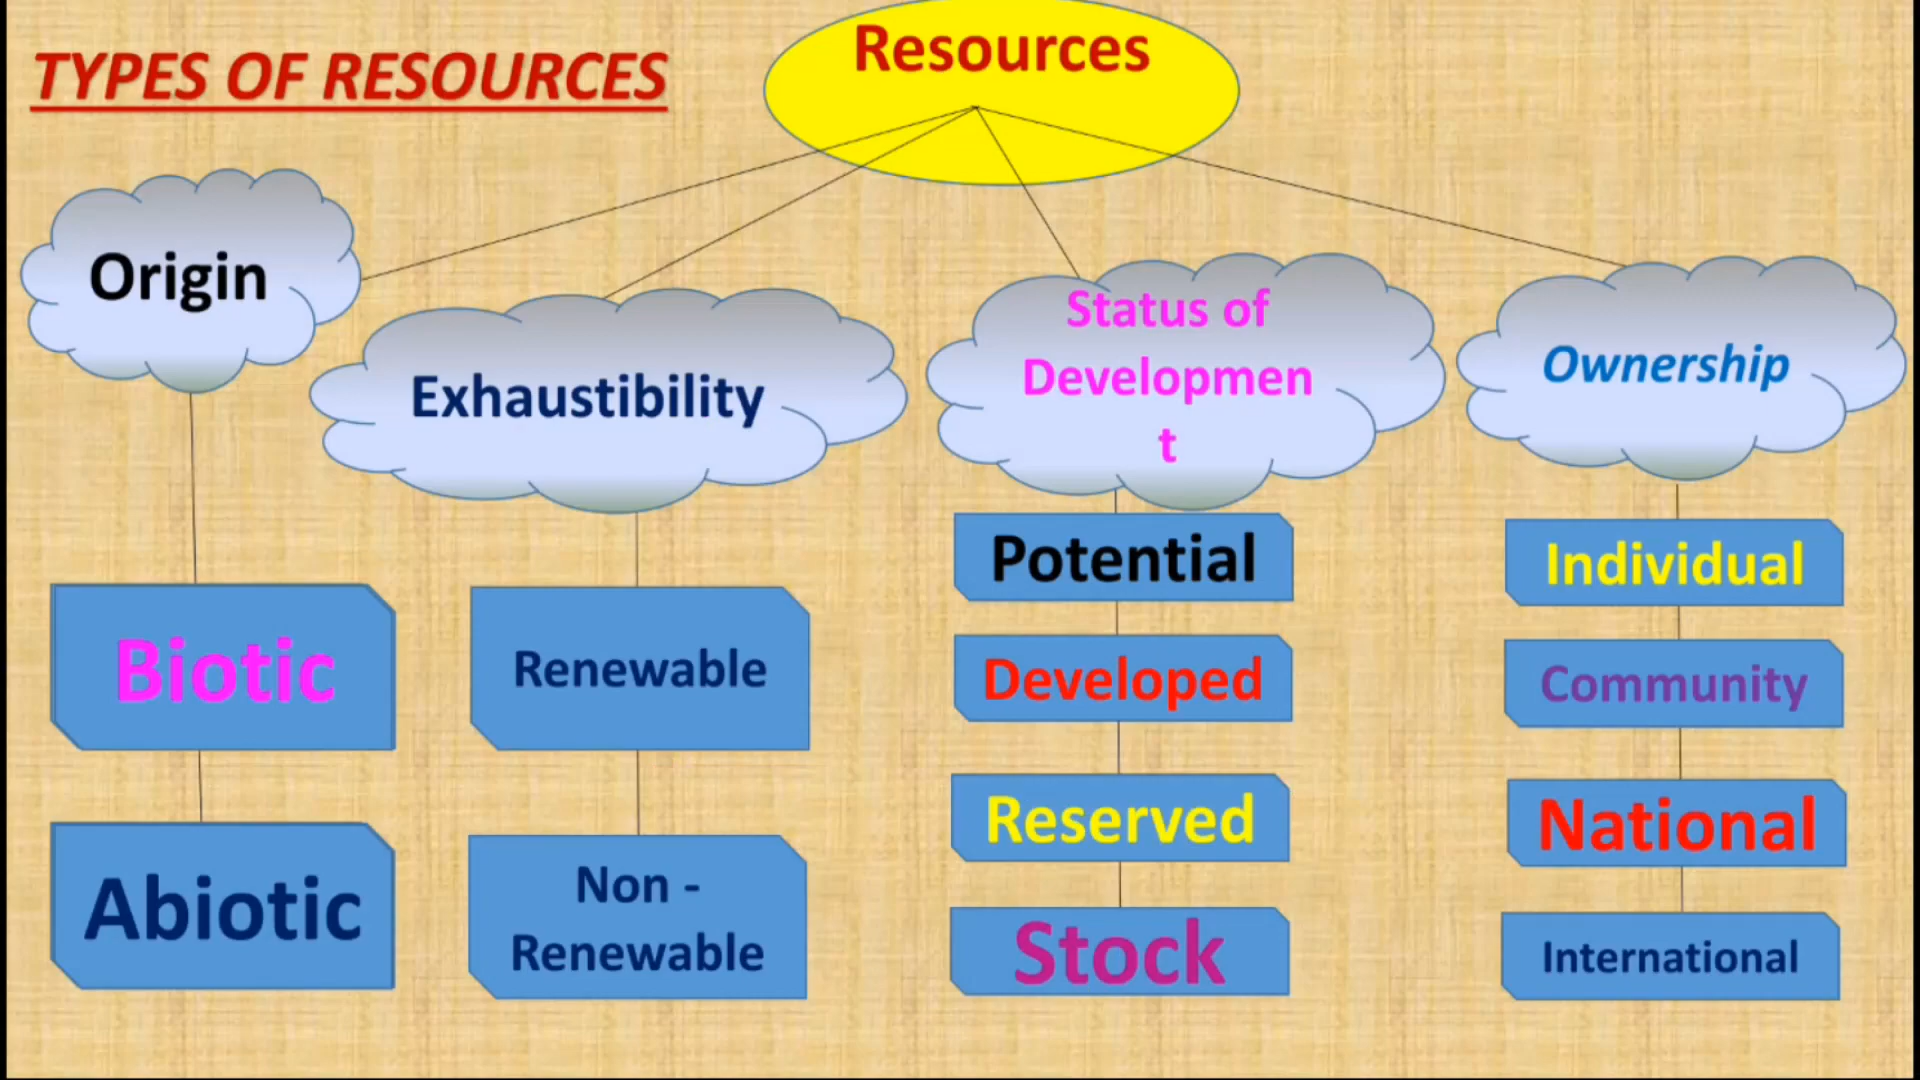 TYPES OF RESOURCES
Resources
Origin
Exhaustibility
Status of
Developmen
t
Ownership
Biotic
Abiotic
Renewable
Non -
Renewable
Potential
Developed
Reserved
Stock
Individual
Community
National
International